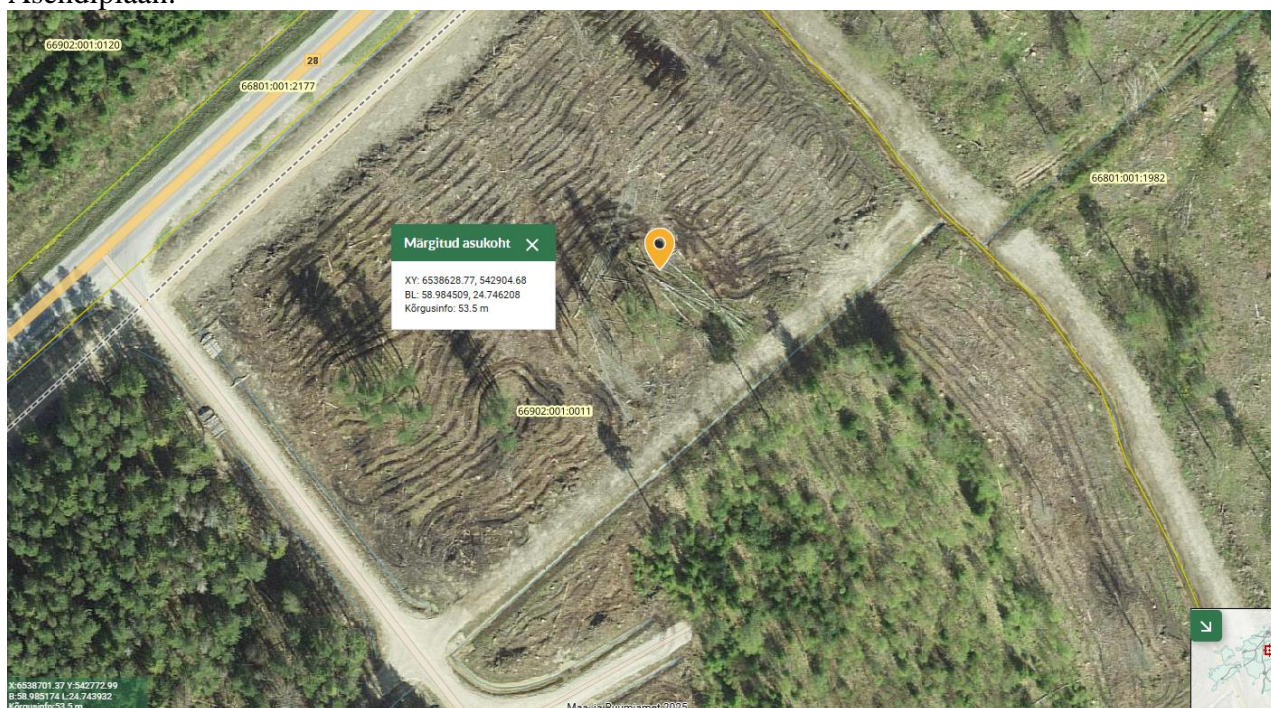 Asendiplaan:
66902:001:0120
28
66801:001:2177
66801:001:1982
Märgitud asukoht
XY: 6538628.77, 542904.68
BL: 58.984509, 24.746208
Kõrgusinfo: 53.5 m
66902:001:0011
X:6538701.37 Y:542772.99
B:58.985174 L:24.743932
Kõrgusinfo:53.5 m
Maa- ja Ruumiamet 2025